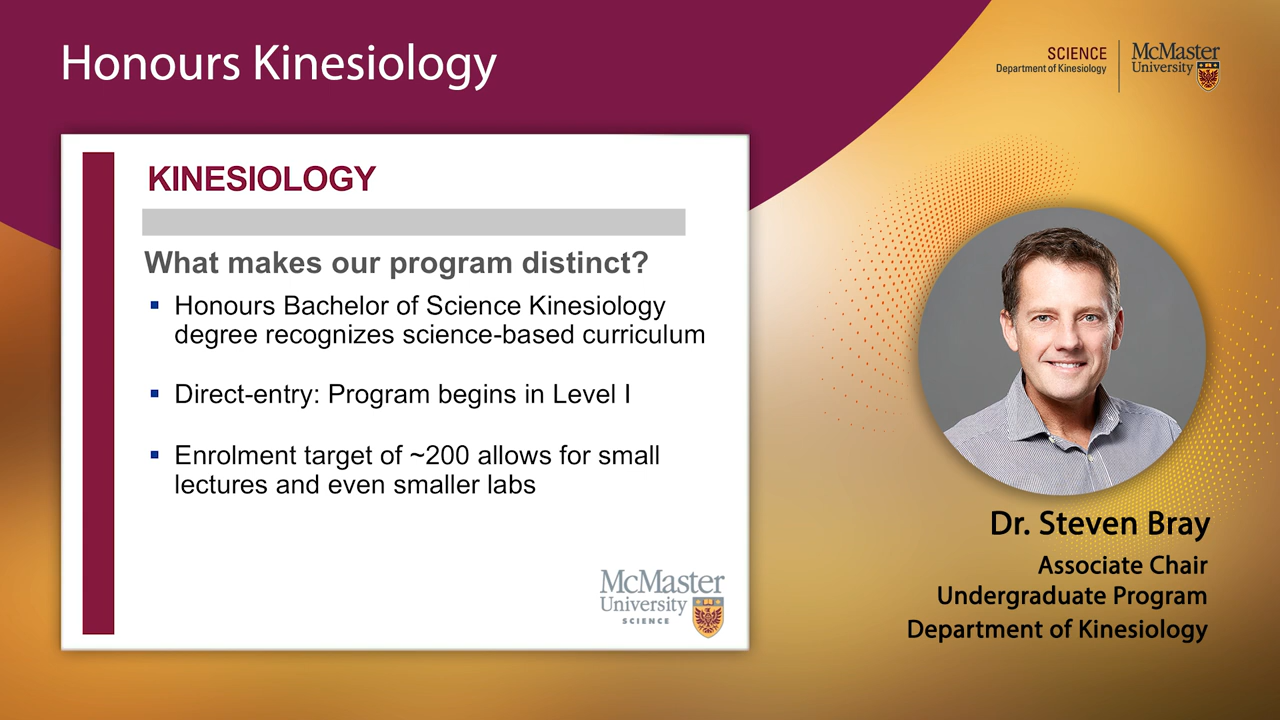 Honours Kinesiology
SCIENCE
Department of Kinesiology
McMaster
University
KINESIOLOGY
What makes our program distinct?
Honours Bachelor of Science Kinesiology
degree recognizes science-based curriculum
Direct-entry: Program begins in Level I
Enrolment target of ~200 allows for small
lectures and even smaller labs
McMaster
University
SCIENCE
Dr. Steven Bray
Associate Chair
Undergraduate Program
Department of Kinesiology